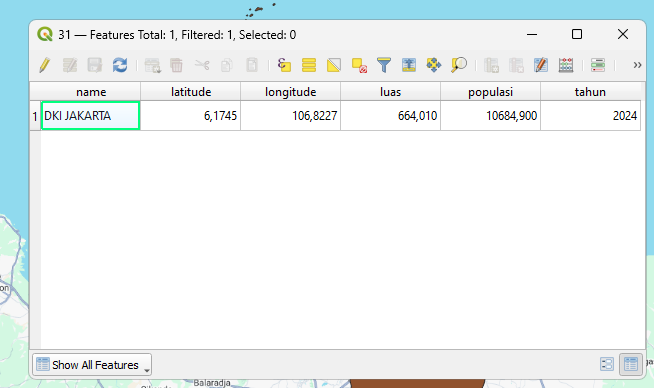 31 — Features Total: 1, Filtered: 1, Selected: 0
name latitude longitude luas populasi tahun
1 DKI JAKARTA 6,1745 106,8227 664,010 10684,900 2024
Show All Features
Balaradja